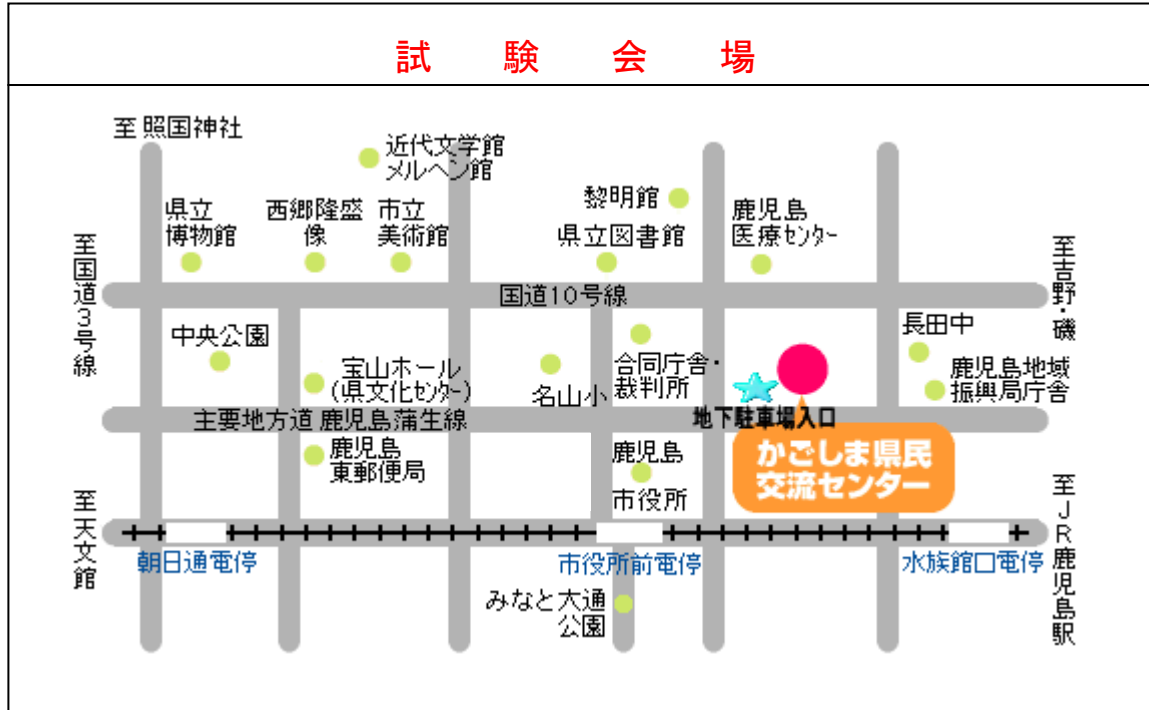 試験会場
至 照国神社
近代文学館
メルヘン館
黎明館
県立
博物館
西郷隆盛
像
市立
美術館
県立図書館
鹿児島
医療センター
至国道3号線
至吉野・磯
国道10号線
中央公園
宝山ホール
(県文化センター)
名山小
合同庁舎・
裁判所
長田中
鹿児島地域
振興局庁舎
地下駐車場入口
主要地方道 鹿児島蒲生線
鹿児島
東郵便局
鹿児島
市役所
かごしま県民
交流センター
至天文館
至JR鹿児島駅
朝日通電停
市役所前電停
水族館口電停
みなと大通
公園